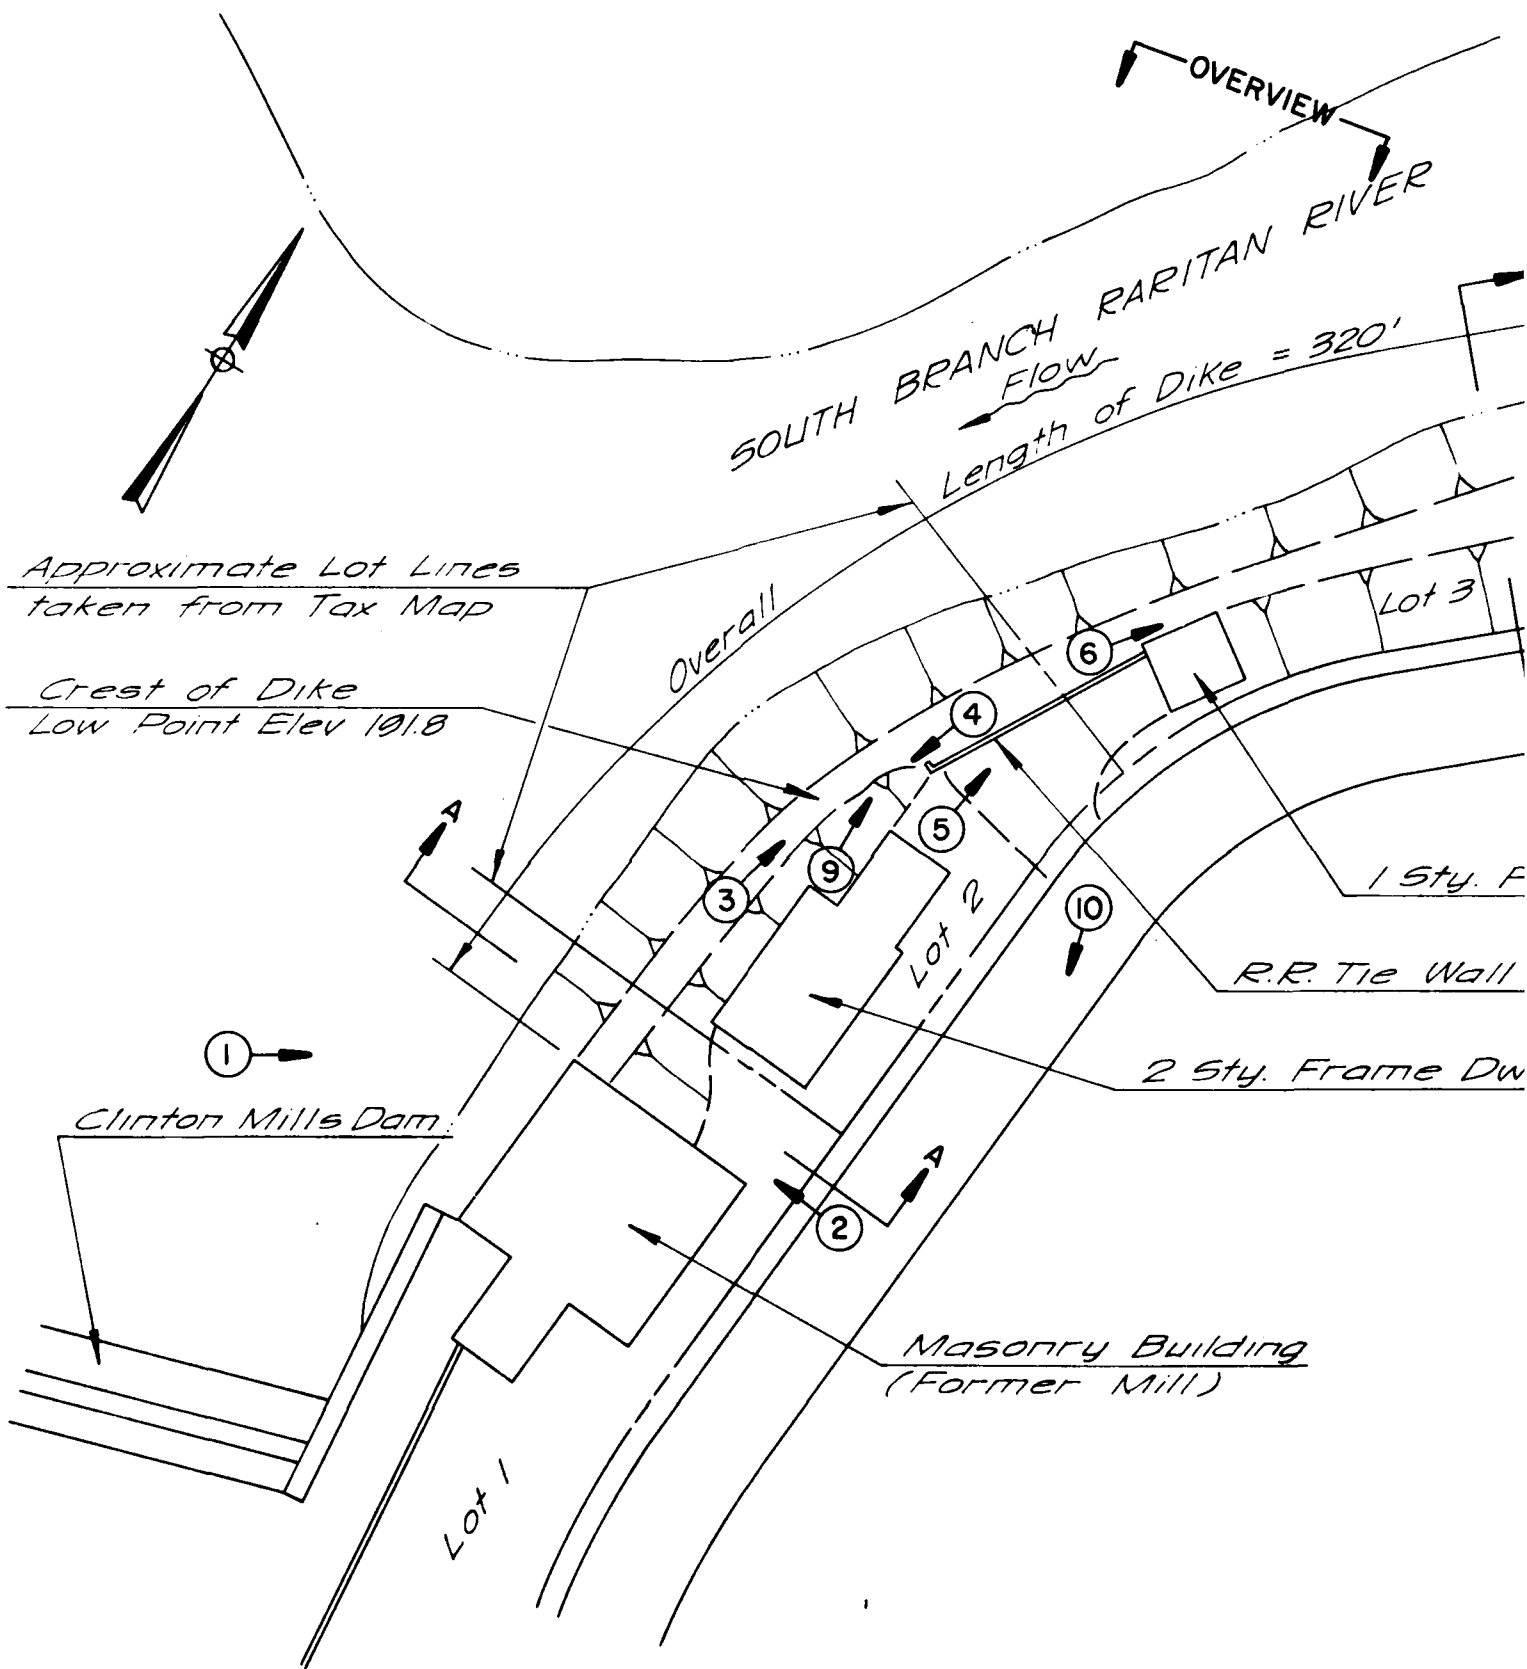 OVERVIEW
SOUTH BRANCH RARITAN RIVER
Flow
Overall Length of Dike = 320'
Approximate Lot Lines
taken from Tax Map
Crest of Dike
Low Point Elev 191.8
Lot 3
6
4
5
9
3
10
A
1 Sty. F
Lot 2
R.R. Tie Wall
1
2 Sty. Frame Dw
Clinton Mills Dam
A
2
Masonry Building
(Former Mill)
Lot 1